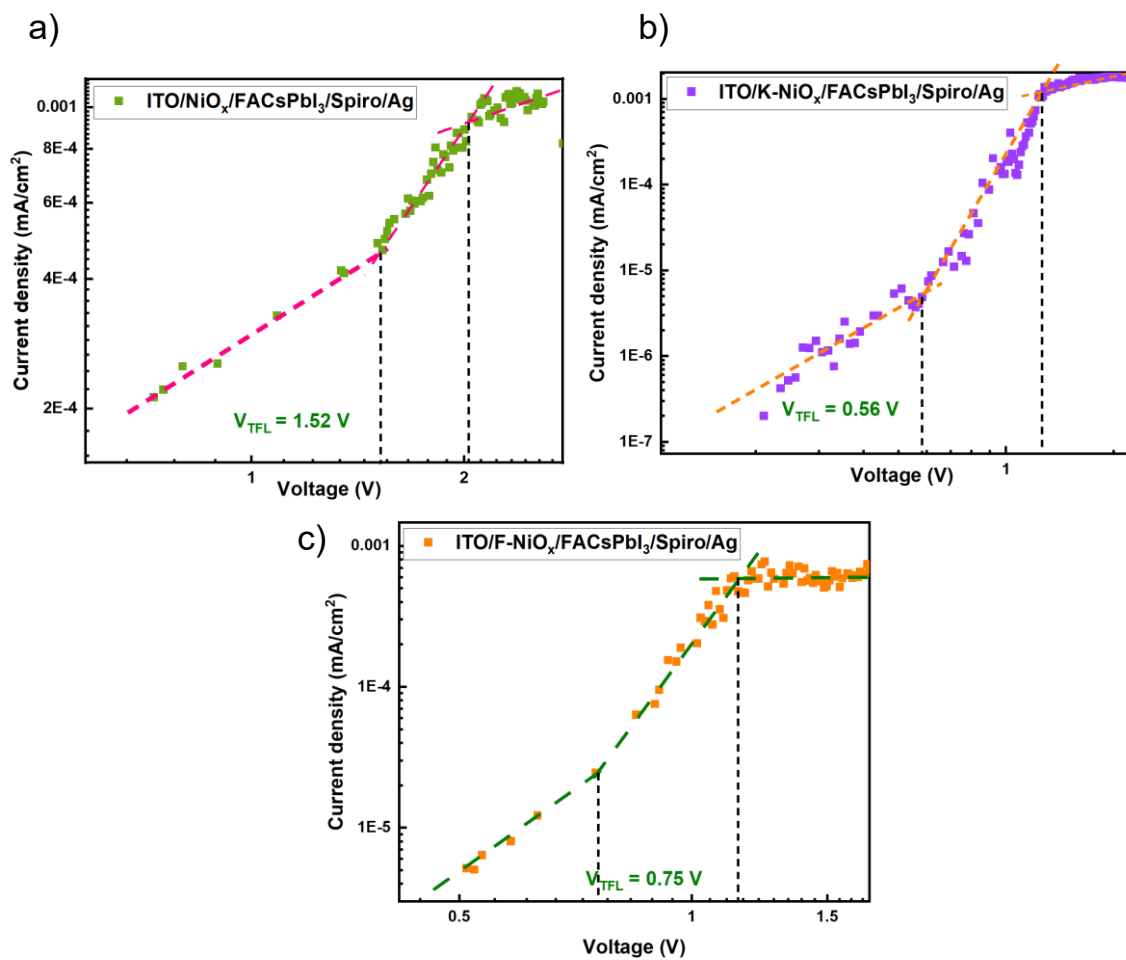 a)
ITO/NiOₓ/FACsPbI₃/Spiro/Ag
0.001
8E-4
6E-4
4E-4
2E-4
Current density (mA/cm²)
V_TFL = 1.52 V
1
2
Voltage (V)
b)
ITO/K-NiOₓ/FACsPbI₃/Spiro/Ag
0.001
1E-4
1E-5
1E-6
1E-7
Current density (mA/cm²)
V_TFL = 0.56 V
1
Voltage (V)
c)
ITO/F-NiOₓ/FACsPbI₃/Spiro/Ag
0.001
1E-4
1E-5
Current density (mA/cm²)
V_TFL = 0.75 V
0.5
1
1.5
Voltage (V)